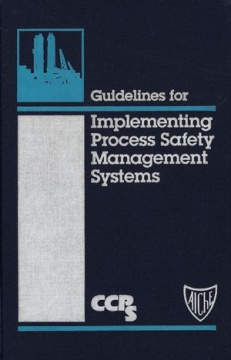 Guidelines for
Implementing
Process Safety
Management
Systems
CCPS
AIChE